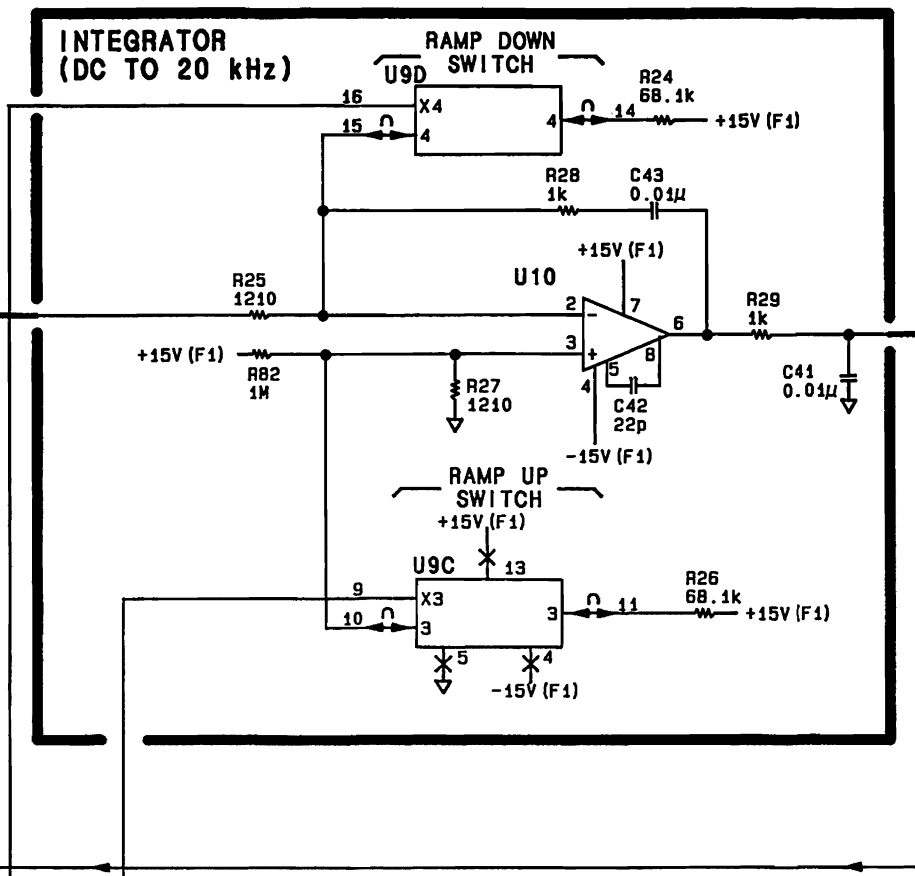 INTEGRATOR
(DC TO 20 kHz)
RAMP DOWN
SWITCH
U9D
16
X4
15
4
4
14
R24
68.1k
+15V(F1)
R28
1k
C43
0.01µ
+15V(F1)
U10
R25
1210
2
-
7
6
R29
1k
+15V(F1)
R82
1M
3
+
5
8
4
R27
1210
C42
22p
C41
0.01µ
-15V(F1)
RAMP UP
SWITCH
+15V(F1)
U9C
13
9
X3
10
3
3
11
R26
68.1k
+15V(F1)
5
4
-15V(F1)